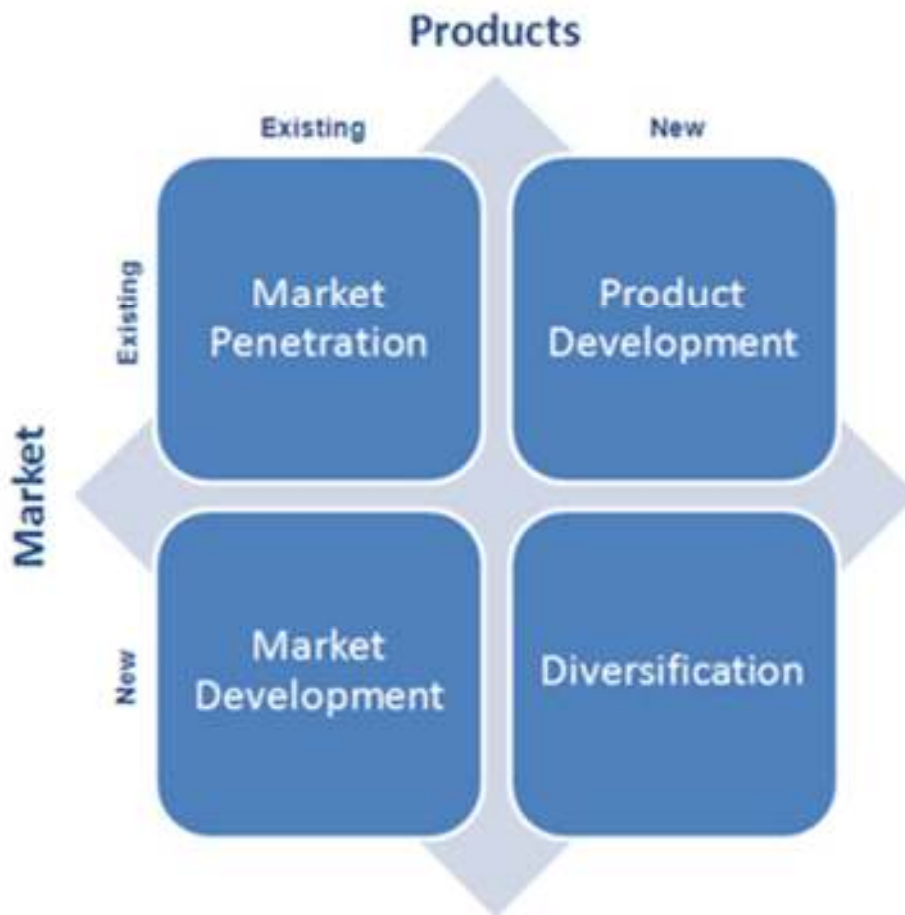 Products
Existing
New
Existing
Market
Penetration
Product
Development
Market
New
Market
Development
Diversification